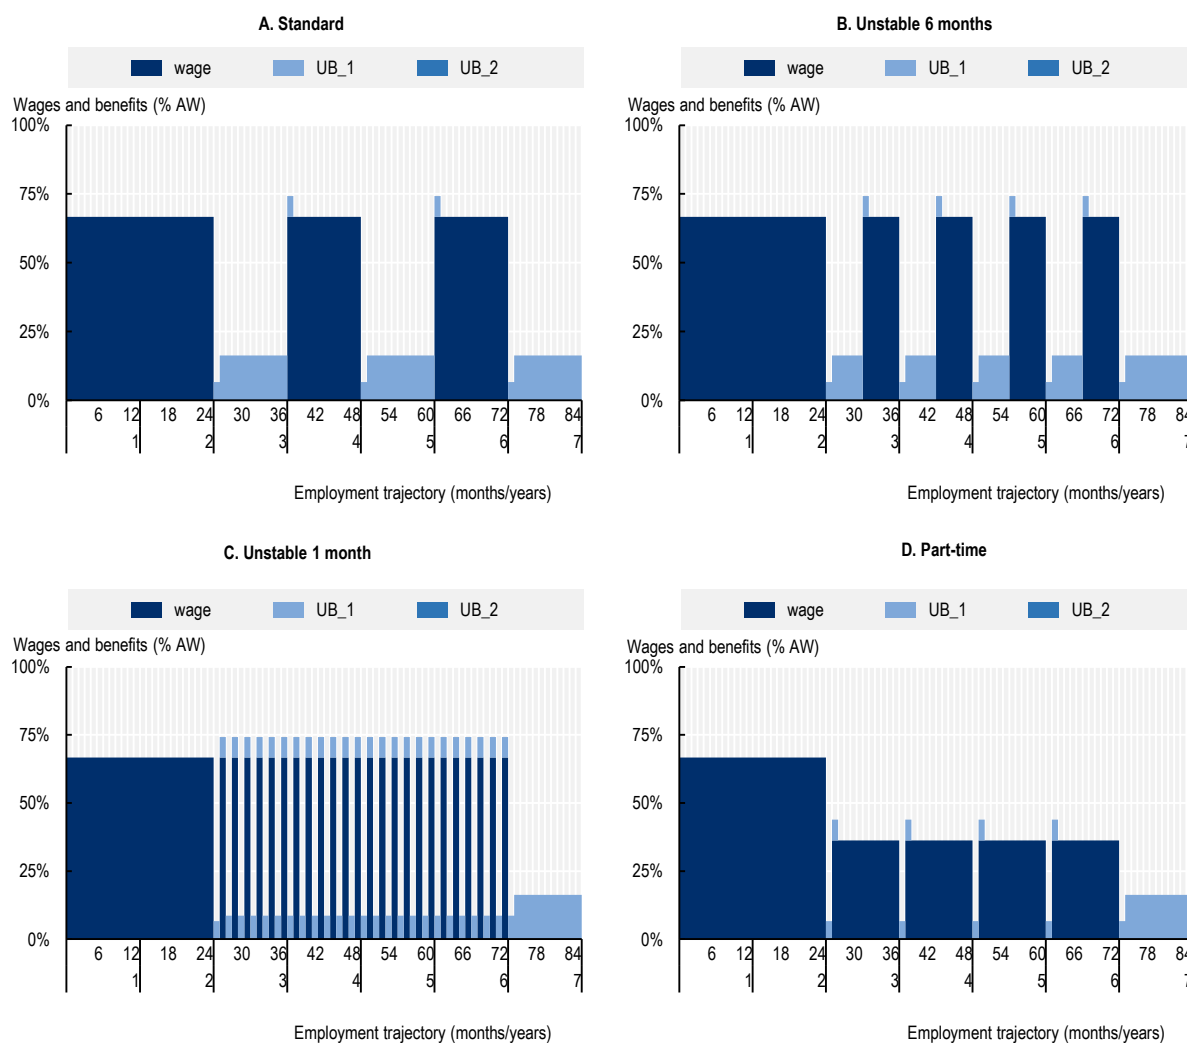 A. Standard
wage UB_1 UB_2
Wages and benefits (% AW)
100%
75%
50%
25%
0%
6 12 18 24 30 36 42 48 54 60 66 72 78 84
1 2 3 4 5 6 7
Employment trajectory (months/years)
B. Unstable 6 months
wage UB_1 UB_2
Wages and benefits (% AW)
100%
75%
50%
25%
0%
6 12 18 24 30 36 42 48 54 60 66 72 78 84
1 2 3 4 5 6 7
Employment trajectory (months/years)
C. Unstable 1 month
wage UB_1 UB_2
Wages and benefits (% AW)
100%
75%
50%
25%
0%
6 12 18 24 30 36 42 48 54 60 66 72 78 84
1 2 3 4 5 6 7
Employment trajectory (months/years)
D. Part-time
wage UB_1 UB_2
Wages and benefits (% AW)
100%
75%
50%
25%
0%
6 12 18 24 30 36 42 48 54 60 66 72 78 84
1 2 3 4 5 6 7
Employment trajectory (months/years)